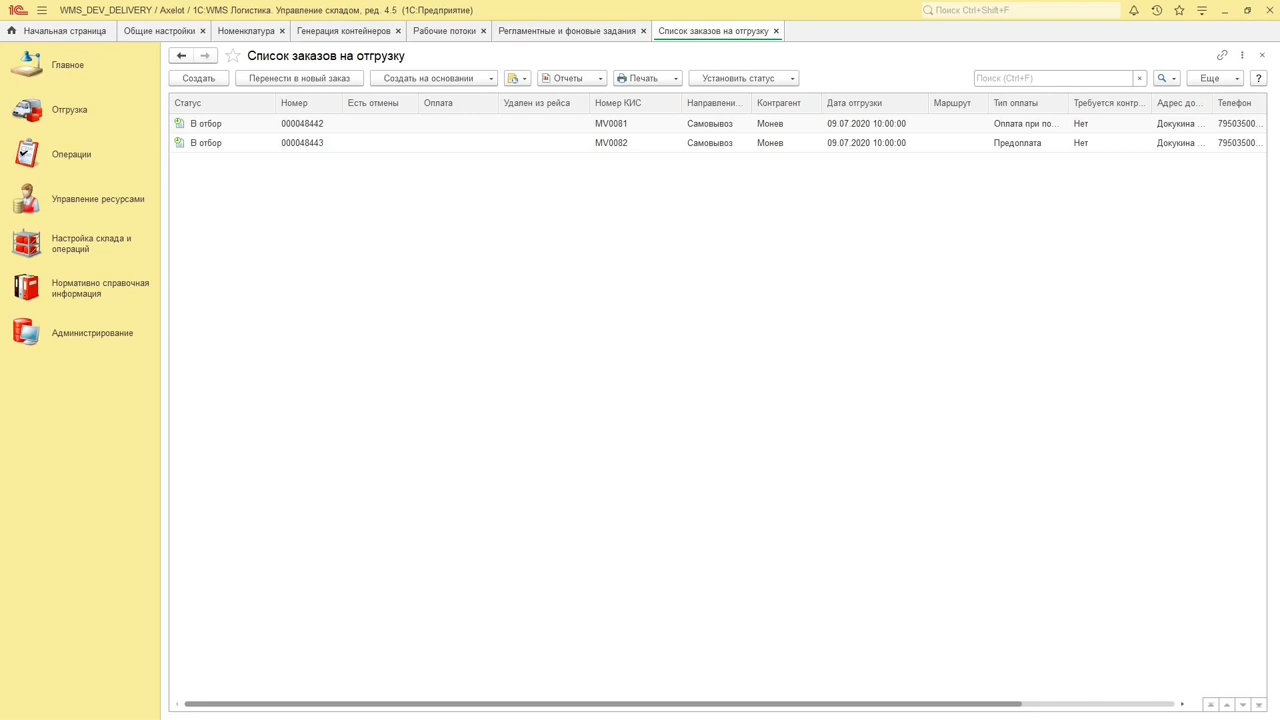 WMS_DEV_DELIVERY / Axelot / 1C:WMS Логистика. Управление складом, ред. 4.5 (1С:Предприятие)
Поиск Ctrl+Shift+F
Начальная страница
Общие настройки ×
Номенклатура ×
Генерация контейнеров ×
Рабочие потоки ×
Регламентные и фоновые задания ×
Список заказов на отгрузку ×
Главное
Отгрузка
Операции
Управление ресурсами
Настройка склада и
операций
Нормативно справочная
информация
Администрирование
Список заказов на отгрузку
Создать Перенести в новый заказ Создать на основании Отчеты Печать Установить статус Поиск (Ctrl+F) × Еще ?
Статус Номер Есть отмены Оплата Удален из рейса Номер КИС Направлени... Контрагент Дата отгрузки Маршрут Тип оплаты Требуется контр... Адрес до... Телефон
В отбор 000048442 MV0081 Самовывоз Монев 09.07.2020 10:00:00 Оплата при по... Нет Докукина ... 79503500...
В отбор 000048443 MV0082 Самовывоз Монев 09.07.2020 10:00:00 Предоплата Нет Докукина ... 79503500...